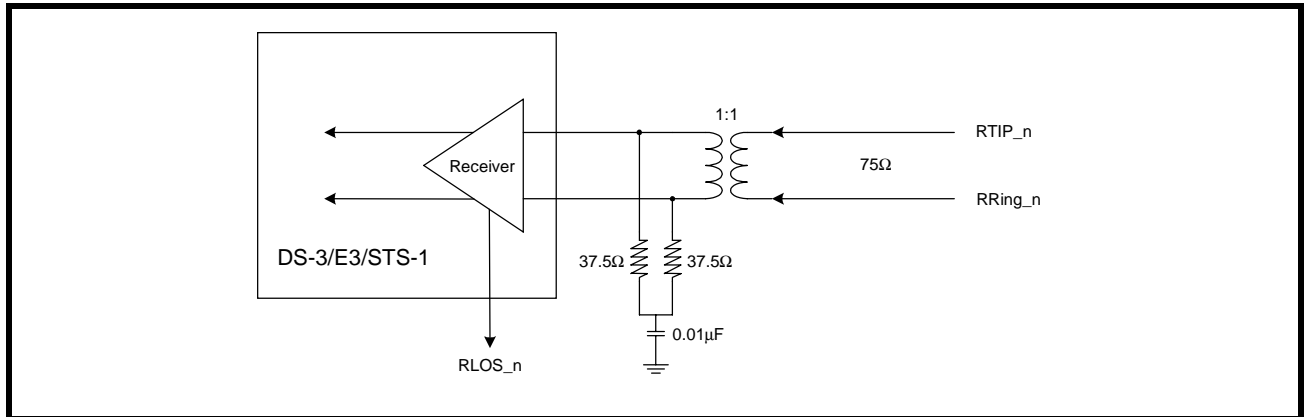 1:1
RTIP_n
Receiver
75Ω
RRing_n
DS-3/E3/STS-1
37.5Ω
37.5Ω
0.01μF
RLOS_n